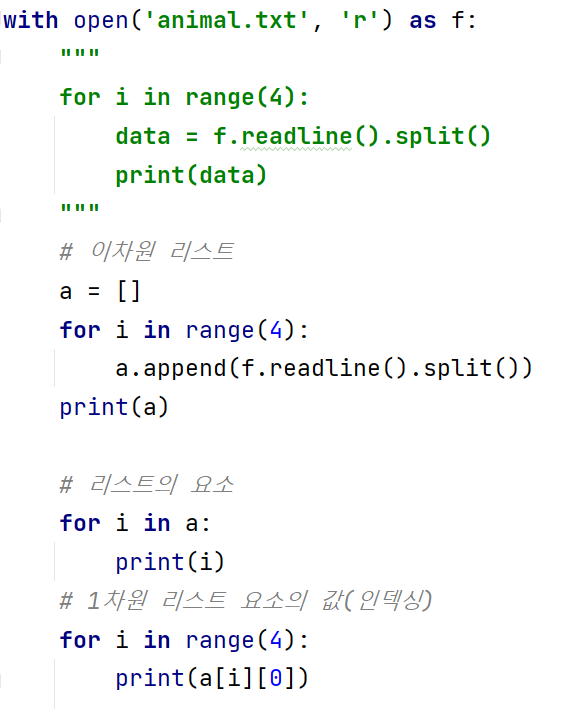 with open('animal.txt', 'r') as f:
    """
    for i in range(4):
        data = f.readline().split()
        print(data)
    """
    # 이차원 리스트
    a = []
    for i in range(4):
        a.append(f.readline().split())
    print(a)

    # 리스트의 요소
    for i in a:
        print(i)
    # 1차원 리스트 요소의 값(인덱싱)
    for i in range(4):
        print(a[i][0])